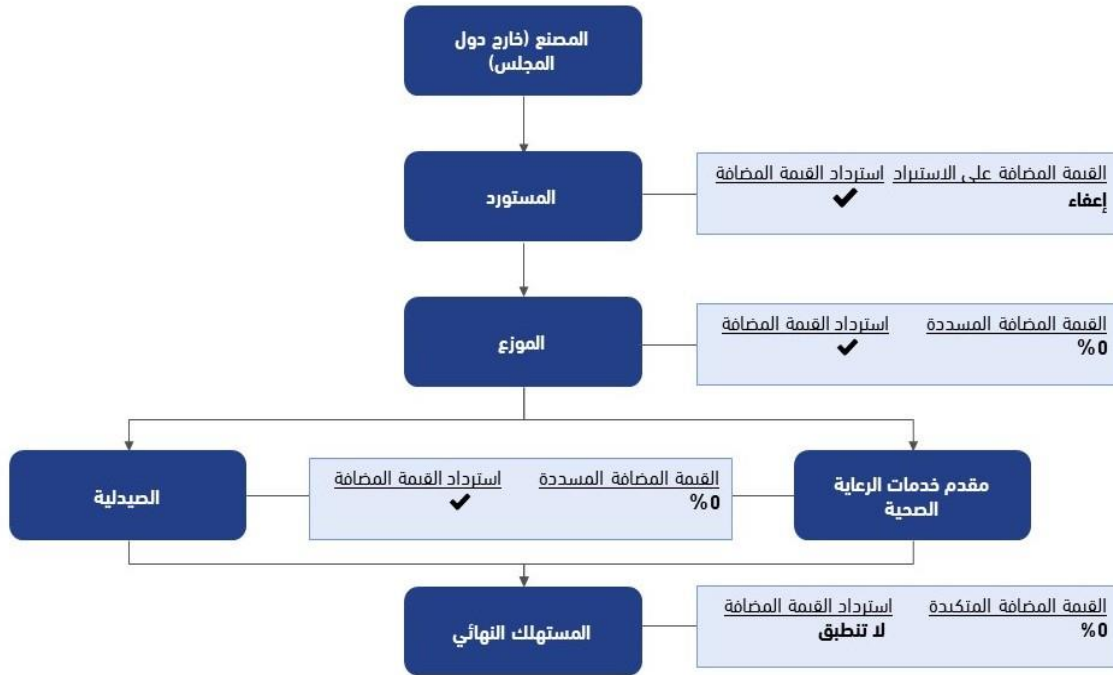 المصنع (خارج دول
المجلس)
المستورد
القيمة المضافة على الاستيراد استرداد القيمة المضافة
إعفاء ✔
الموزع
القيمة المضافة المسددة استرداد القيمة المضافة
%0 ✔
مقدم خدمات الرعاية
الصحية
القيمة المضافة المسددة استرداد القيمة المضافة
%0 ✔
الصيدلية
المستهلك النهائي
القيمة المضافة المتكبدة استرداد القيمة المضافة
%0 لا تنطبق